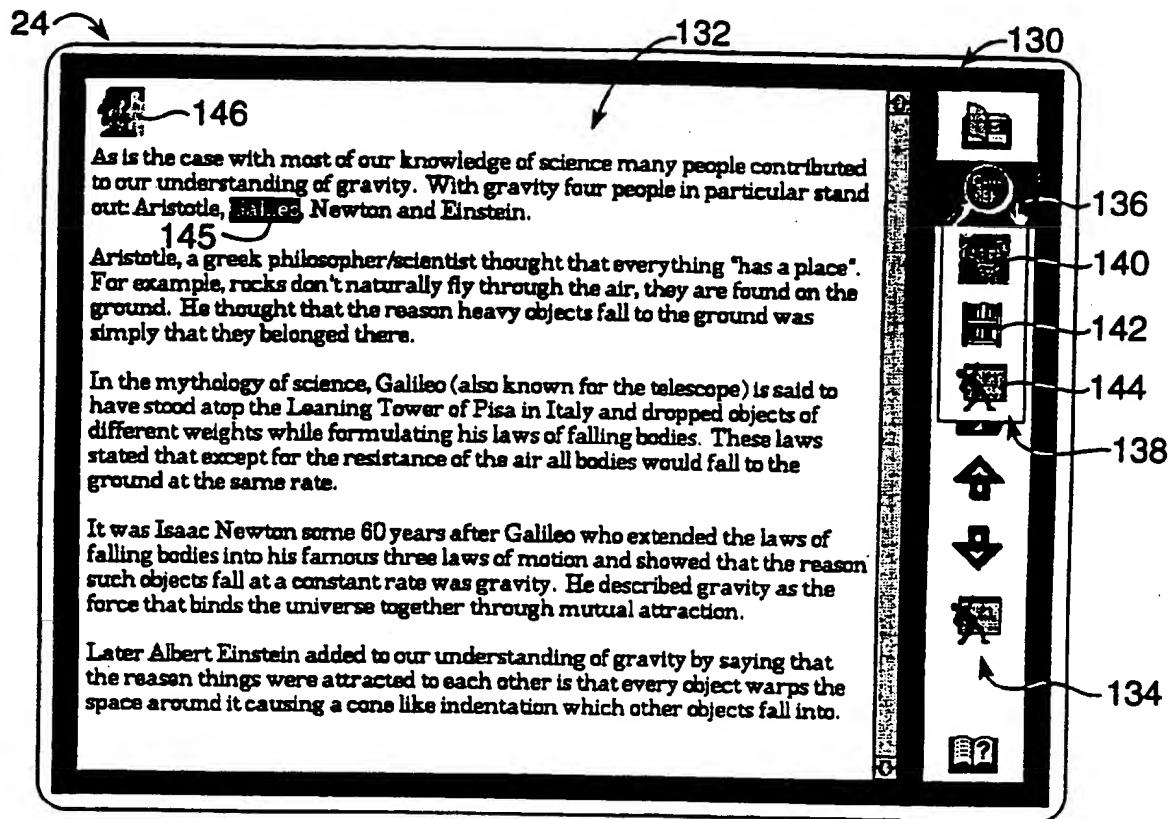 24
132
130
146
As is the case with most of our knowledge of science many people contributed
to our understanding of gravity. With gravity four people in particular stand
out: Aristotle, Galileo, Newton and Einstein.
136
145
140
Aristotle, a greek philosopher/scientist thought that everything "has a place".
For example, rocks don't naturally fly through the air, they are found on the
ground. He thought that the reason heavy objects fall to the ground was
simply that they belonged there.
142
144
In the mythology of science, Galileo (also known for the telescope) is said to
have stood atop the Leaning Tower of Pisa in Italy and dropped objects of
different weights while formulating his laws of falling bodies. These laws
stated that except for the resistance of the air all bodies would fall to the
ground at the same rate.
138
It was Isaac Newton some 60 years after Galileo who extended the laws of
falling bodies into his famous three laws of motion and showed that the reason
such objects fall at a constant rate was gravity. He described gravity as the
force that binds the universe together through mutual attraction.
Later Albert Einstein added to our understanding of gravity by saying that
the reason things were attracted to each other is that every object warps the
space around it causing a cone like indentation which other objects fall into.
134
?